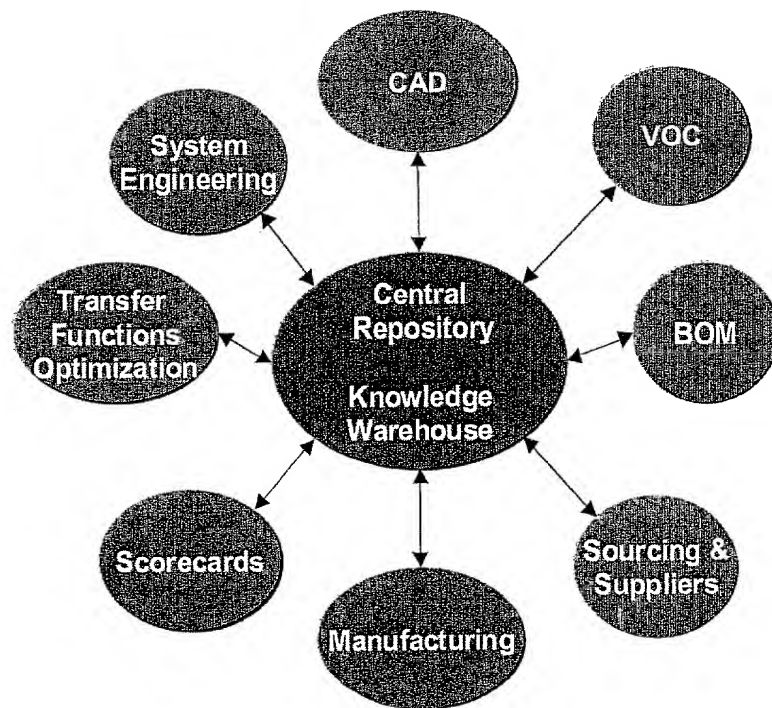 CAD
VOC
System
Engineering
Central
Repository
Knowledge
Warehouse
Transfer
Functions
Optimization
BOM
Scorecards
Sourcing &
Suppliers
Manufacturing